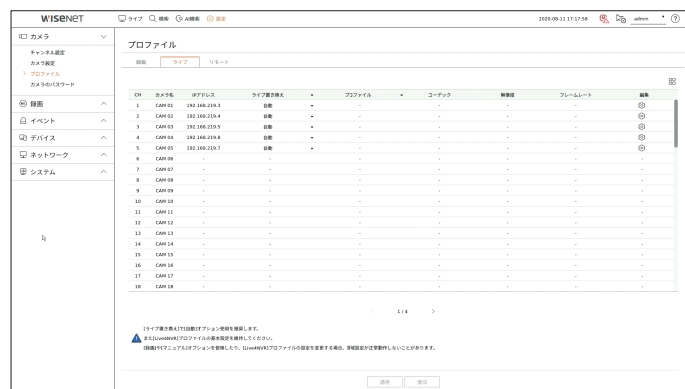 WISENET
ライブ 検索 AI検索 設定
2020-08-11 17:17:58 admin
カメラ
チャンネル設定
カメラ設定
プロファイル
カメラのパスワード
録画
イベント
デバイス
ネットワーク
システム
プロファイル
録画 ライブ リモート
CH カメラ名 IPアドレス ライブ置き換え プロファイル コーデック 解像度 フレームレート 編集
1 CAM 01 192.168.219.3 自動 - - - -
2 CAM 02 192.168.219.4 自動 - - - -
3 CAM 03 192.168.219.5 自動 - - - -
4 CAM 04 192.168.219.8 自動 - - - -
5 CAM 05 192.168.219.7 自動 - - - -
6 CAM 06 - - - - - - -
7 CAM 07 - - - - - - -
8 CAM 08 - - - - - - -
9 CAM 09 - - - - - - -
10 CAM 10 - - - - - - -
11 CAM 11 - - - - - - -
12 CAM 12 - - - - - - -
13 CAM 13 - - - - - - -
14 CAM 14 - - - - - - -
15 CAM 15 - - - - - - -
16 CAM 16 - - - - - - -
17 CAM 17 - - - - - - -
18 CAM 18 - - - - - - -
< 1 / 4 >
[ライブ置き換え]で[自動]オプション使用を推奨します。
また[Live4NVR]プロファイルの基本設定を維持してください。
[録画]や[マニュアル]オプションを使用したり、[Live4NVR]プロファイルの設定を変更する場合、領域設定が正常動作しないことがあります。
適用 復旧